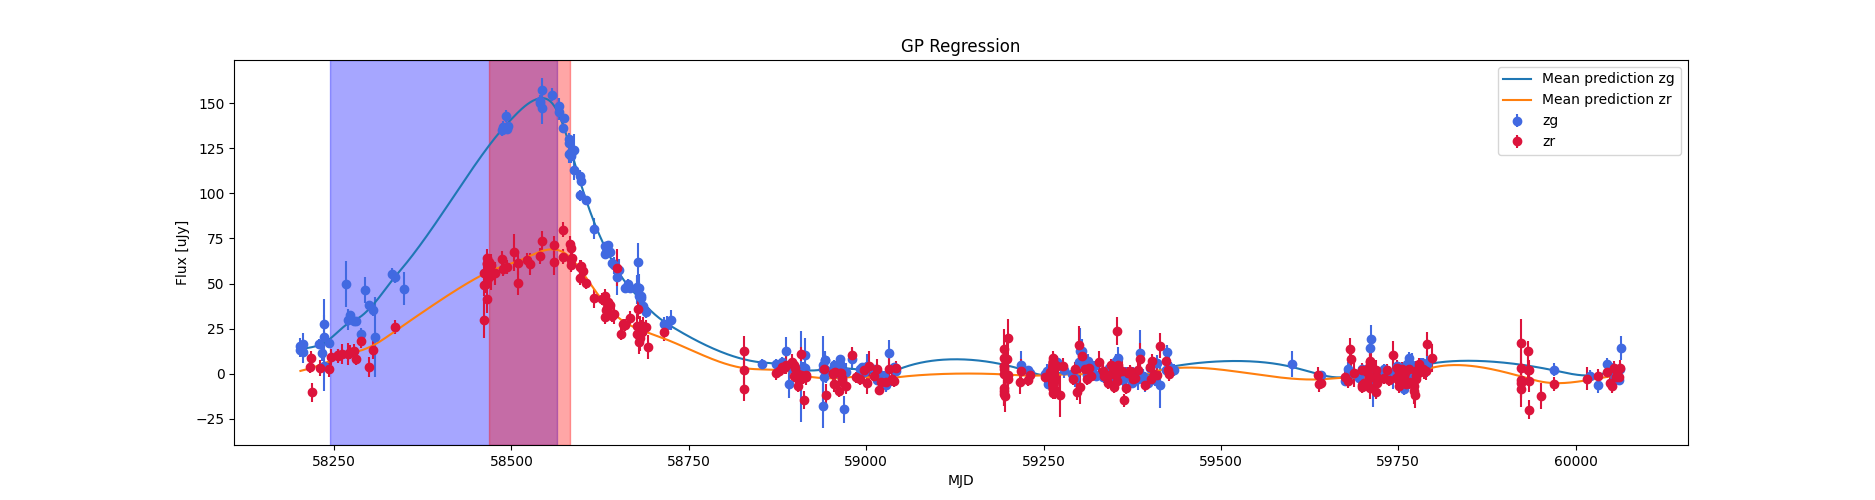 GP Regression
Mean prediction zg
Mean prediction zr
zg
zr
Flux [uJy]
150
125
100
75
50
25
0
−25
58250
58500
58750
59000
59250
59500
59750
60000
MJD